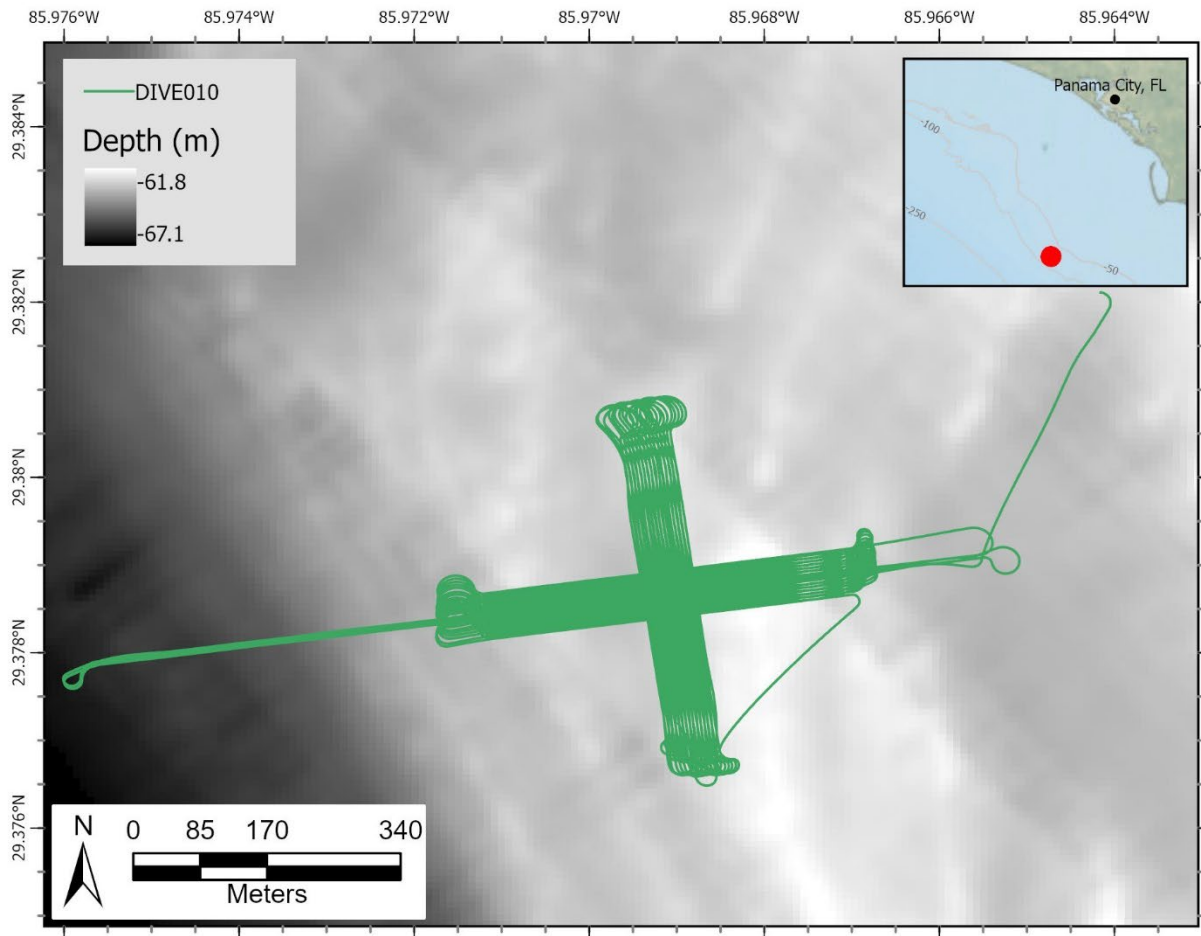 85.976°W 85.974°W 85.972°W 85.97°W 85.968°W 85.966°W 85.964°W
DIVE010
Depth (m)
-61.8
-67.1
Panama City, FL
-100
-250
-50
29.384°N
29.382°N
29.38°N
29.378°N
29.376°N
N
0 85 170 340
Meters